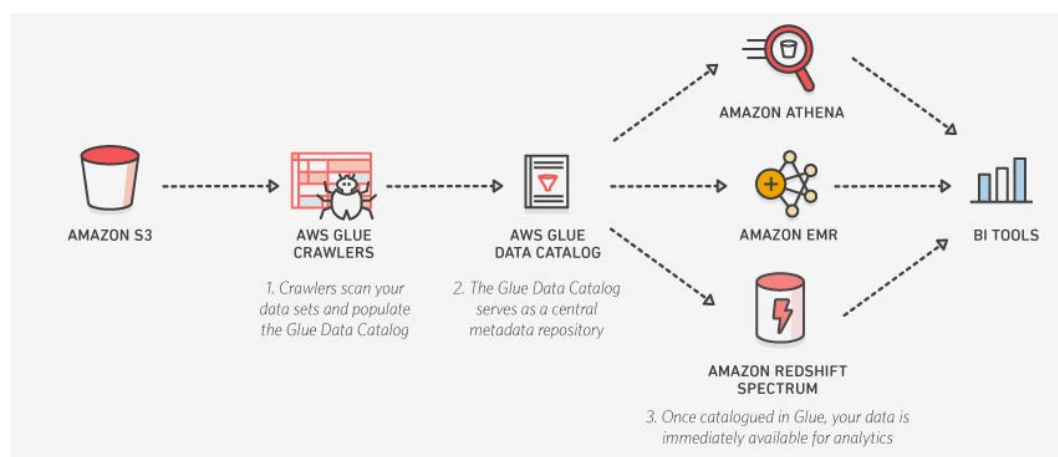 AMAZON S3
AWS GLUE
CRAWLERS
1. Crawlers scan your
data sets and populate
the Glue Data Catalog
AWS GLUE
DATA CATALOG
2. The Glue Data Catalog
serves as a central
metadata repository
AMAZON ATHENA
AMAZON EMR
AMAZON REDSHIFT
SPECTRUM
3. Once catalogued in Glue, your data is
immediately available for analytics
BI TOOLS